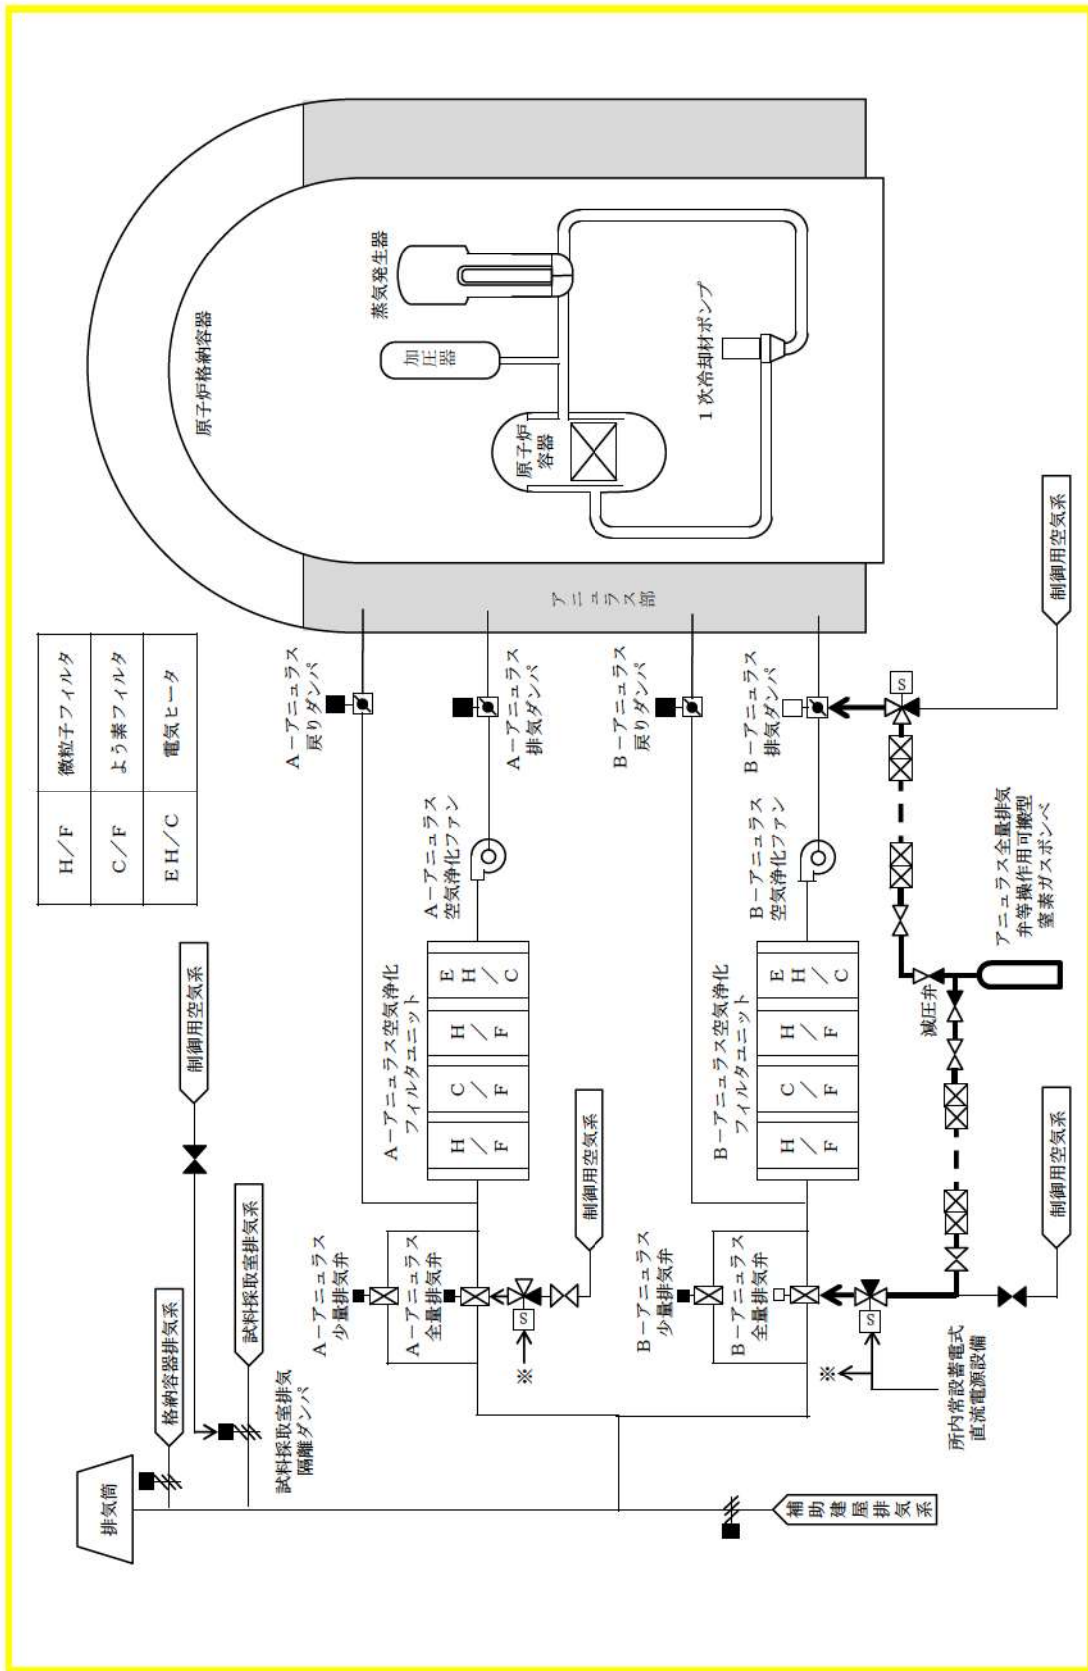 H／F
微粒子フィルタ
C／F
よう素フィルタ
EH／C
電気ヒータ
原子炉格納容器
蒸気発生器
加圧器
原子炉
容器
1次冷却材ポンプ
アニュラス部
排気筒
格納容器排気系
試料採取室排気系
制御用空気系
試料採取室排気
隔離ダンパ
補助建屋排気系
A－アニュラス
戻りダンパ
A－アニュラス
排気ダンパ
A－アニュラス
空気浄化ファン
A－アニュラス空気浄化
フィルタユニット
H／F
C／F
H／F
EH／C
A－アニュラス
少量排気弁
A－アニュラス
全量排気弁
S
※
制御用空気系
B－アニュラス
戻りダンパ
B－アニュラス
排気ダンパ
S
制御用空気系
B－アニュラス
空気浄化ファン
B－アニュラス空気浄化
フィルタユニット
H／F
C／F
H／F
EH／C
B－アニュラス
少量排気弁
B－アニュラス
全量排気弁
S
※
所内常設蓄電式
直流電源設備
制御用空気系
減圧弁
アニュラス全量排気
弁等操作用可搬型
窒素ガスボンベ